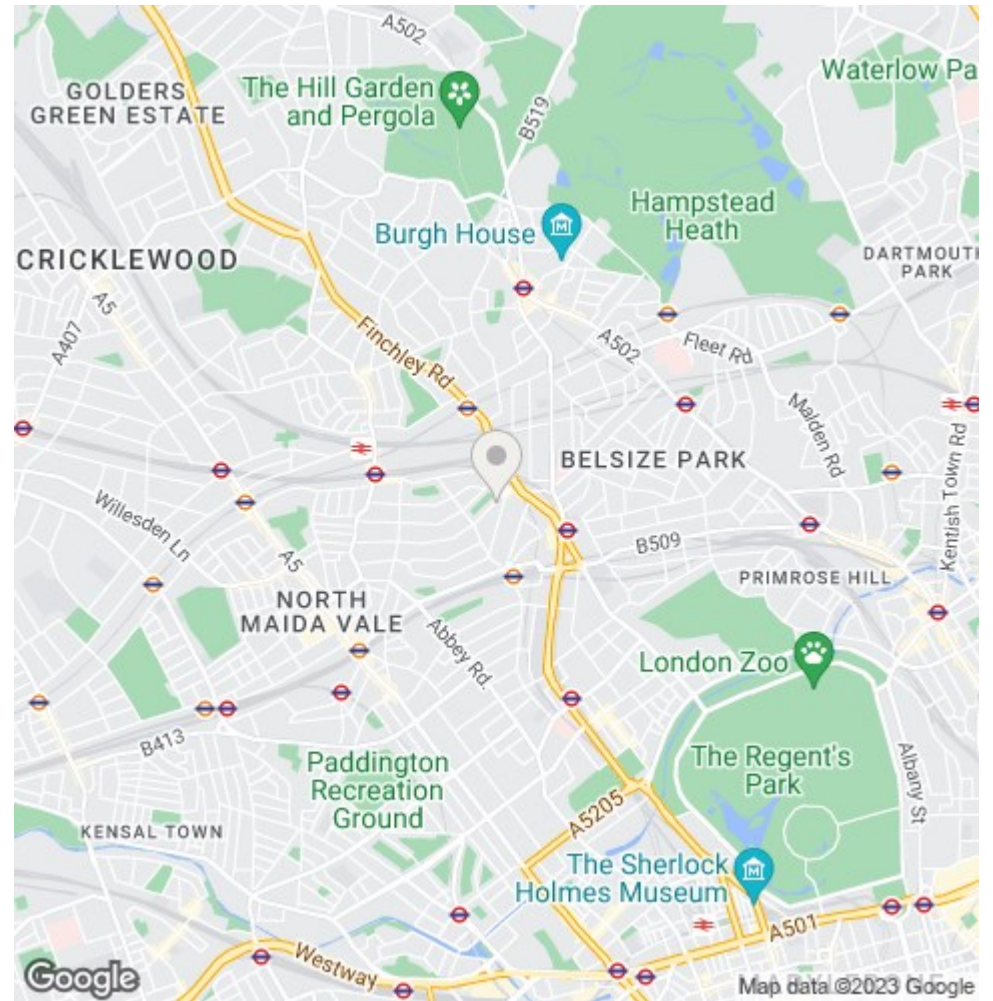 A502
GOLDERS
GREEN ESTATE
The Hill Garden
and Pergola
B519
Waterlow Pa
Hampstead
Heath
Burgh House
CRICKLEWOOD
DARTMOUTH
PARK
A5
A407
Finchley Rd
A502
Fleet Rd
Malden Rd
BELSIZE PARK
Kentish Town Rd
Willesden Ln
A5
B509
PRIMROSE HILL
NORTH
MAIDA VALE
Abbey Rd.
London Zoo
B413
Paddington
Recreation
Ground
The Regent's
Park
Albany St
KENSAL TOWN
A5205
The Sherlock
Holmes Museum
A501
Westway
MARYLEBONE
Google
Map data ©2023 Google